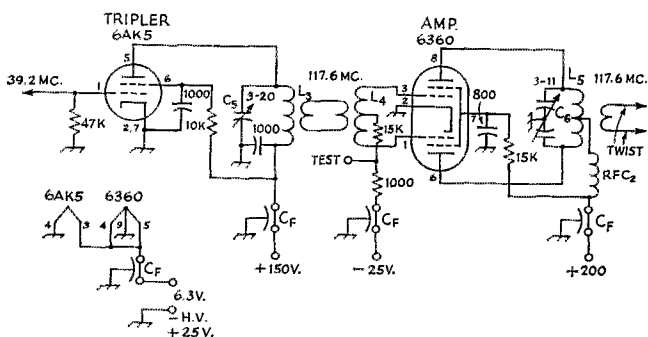 TRIPLER
6AK5
AMP.
6360
5
8
39.2 MC.
1
6
1000
47K
2,7
10K
C5
3-20
1000
L3
117.6 MC.
L4
15K
3
2
1
TEST
1000
7
800
6
15K
3-11
L5
C6
117.6 MC.
TWIST
RFC2
CF
+150V.
CF
-25V.
CF
+200
6AK5
6360
4
3
4
9
5
CF
6.3V.
- H.V.
+25V.